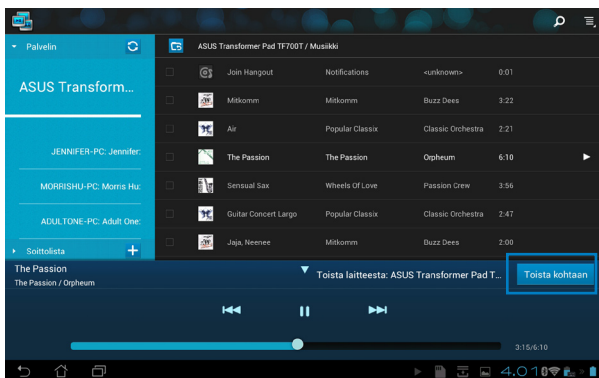 Palvelin
ASUS Transformer Pad TF700T / Musiikki
ASUS Transform...
JENNIFER-PC: Jennifer:
MORRISHU-PC: Morris Hu:
ADULTONE-PC: Adult One:
Soittolista
Join Hangout Notifications <unknown> 0:01
Mitkomm Mitkomm Buzz Dees 3:22
Air Popular Classix Classic Orchestra 2:21
The Passion The Passion Orpheum 6:10
Sensual Sax Wheels Of Love Passion Crew 3:56
Guitar Concert Largo Popular Classix Classic Orchestra 2:47
Jaja, Neenee Mitkomm Buzz Dees 2:00
The Passion
The Passion / Orpheum
Toista laitteesta: ASUS Transformer Pad T...
Toista kohtaan
3:15/6:10